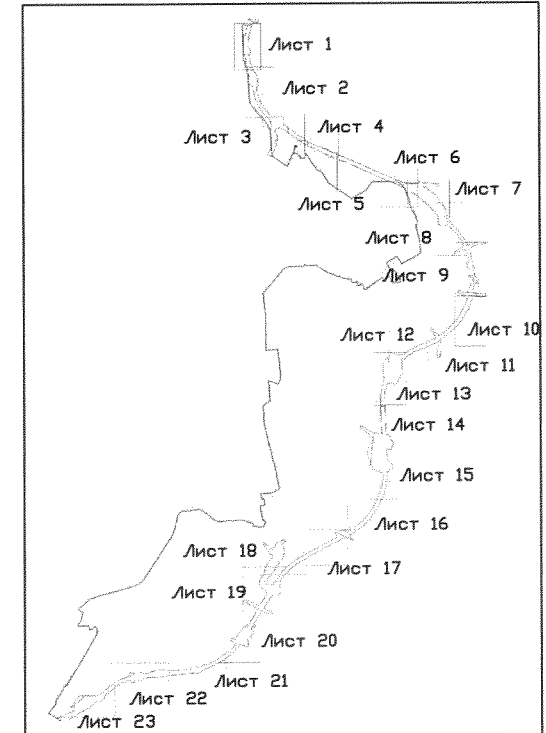 Лист 1
Лист 2
Лист 3
Лист 4
Лист 5
Лист 6
Лист 7
Лист 8
Лист 9
Лист 10
Лист 11
Лист 12
Лист 13
Лист 14
Лист 15
Лист 16
Лист 17
Лист 18
Лист 19
Лист 20
Лист 21
Лист 22
Лист 23